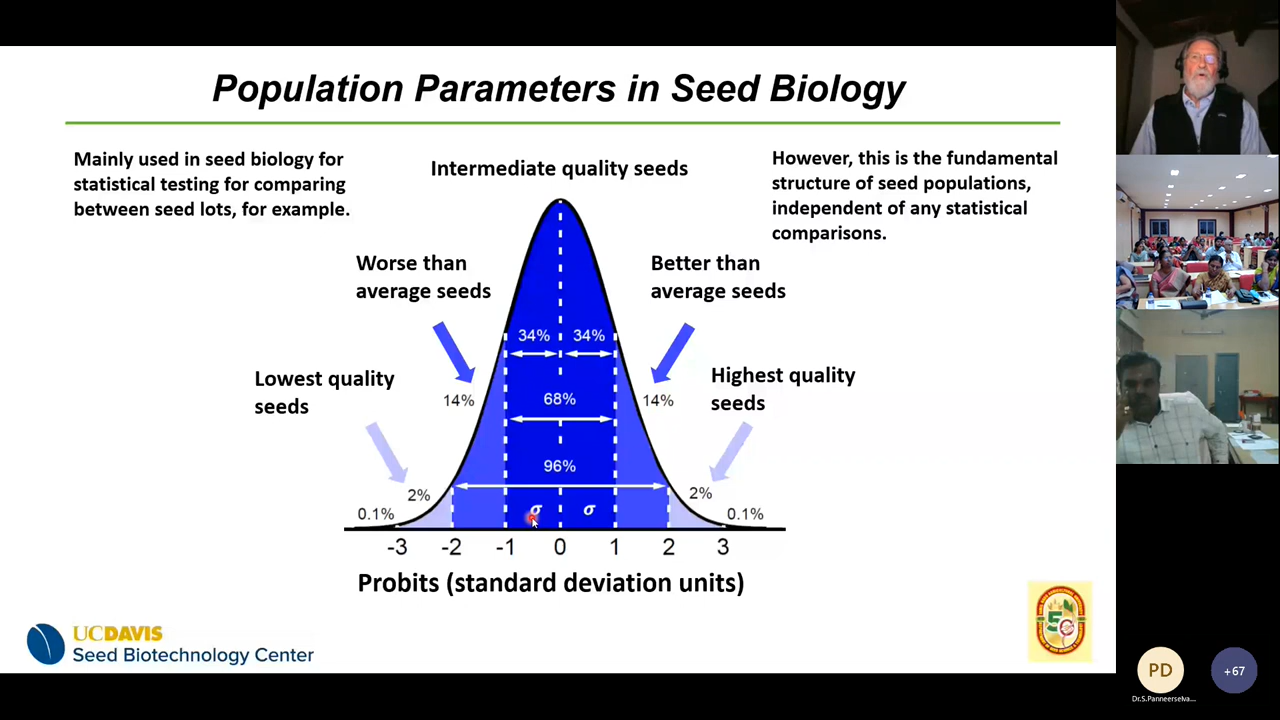 Population Parameters in Seed Biology
Mainly used in seed biology for
statistical testing for comparing
between seed lots, for example.
Intermediate quality seeds
However, this is the fundamental
structure of seed populations,
independent of any statistical
comparisons.
Worse than
average seeds
Better than
average seeds
34% 34%
Lowest quality
seeds
Highest quality
seeds
14% 68% 14%
96%
2% 2%
0.1% σ σ 0.1%
-3 -2 -1 0 1 2 3
Probits (standard deviation units)
UCDAVIS
Seed Biotechnology Center
PD
+67
Dr.S.Panneerselva...